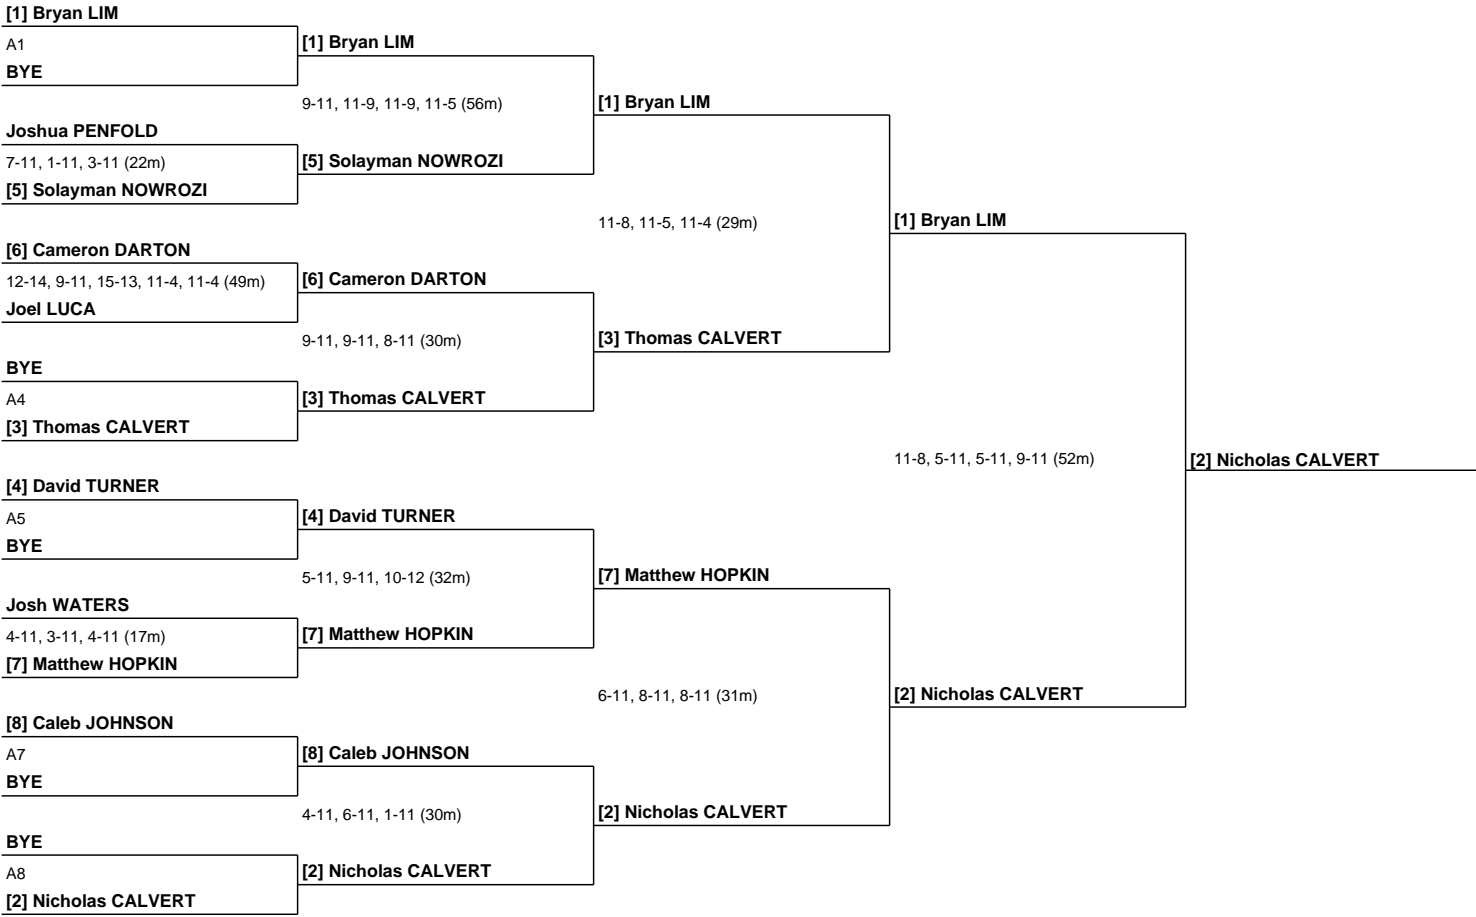 [1] Bryan LIM
A1
BYE
Joshua PENFOLD
7-11, 1-11, 3-11 (22m)
[5] Solayman NOWROZI
[6] Cameron DARTON
12-14, 9-11, 15-13, 11-4, 11-4 (49m)
Joel LUCA
BYE
A4
[3] Thomas CALVERT
[4] David TURNER
A5
BYE
Josh WATERS
4-11, 3-11, 4-11 (17m)
[7] Matthew HOPKIN
[8] Caleb JOHNSON
A7
BYE
BYE
A8
[2] Nicholas CALVERT
[1] Bryan LIM
9-11, 11-9, 11-9, 11-5 (56m)
[5] Solayman NOWROZI
[6] Cameron DARTON
9-11, 9-11, 8-11 (30m)
[3] Thomas CALVERT
[4] David TURNER
5-11, 9-11, 10-12 (32m)
[7] Matthew HOPKIN
[8] Caleb JOHNSON
4-11, 6-11, 1-11 (30m)
[2] Nicholas CALVERT
[1] Bryan LIM
11-8, 11-5, 11-4 (29m)
[3] Thomas CALVERT
[7] Matthew HOPKIN
6-11, 8-11, 8-11 (31m)
[2] Nicholas CALVERT
[1] Bryan LIM
11-8, 5-11, 5-11, 9-11 (52m)
[2] Nicholas CALVERT
[2] Nicholas CALVERT